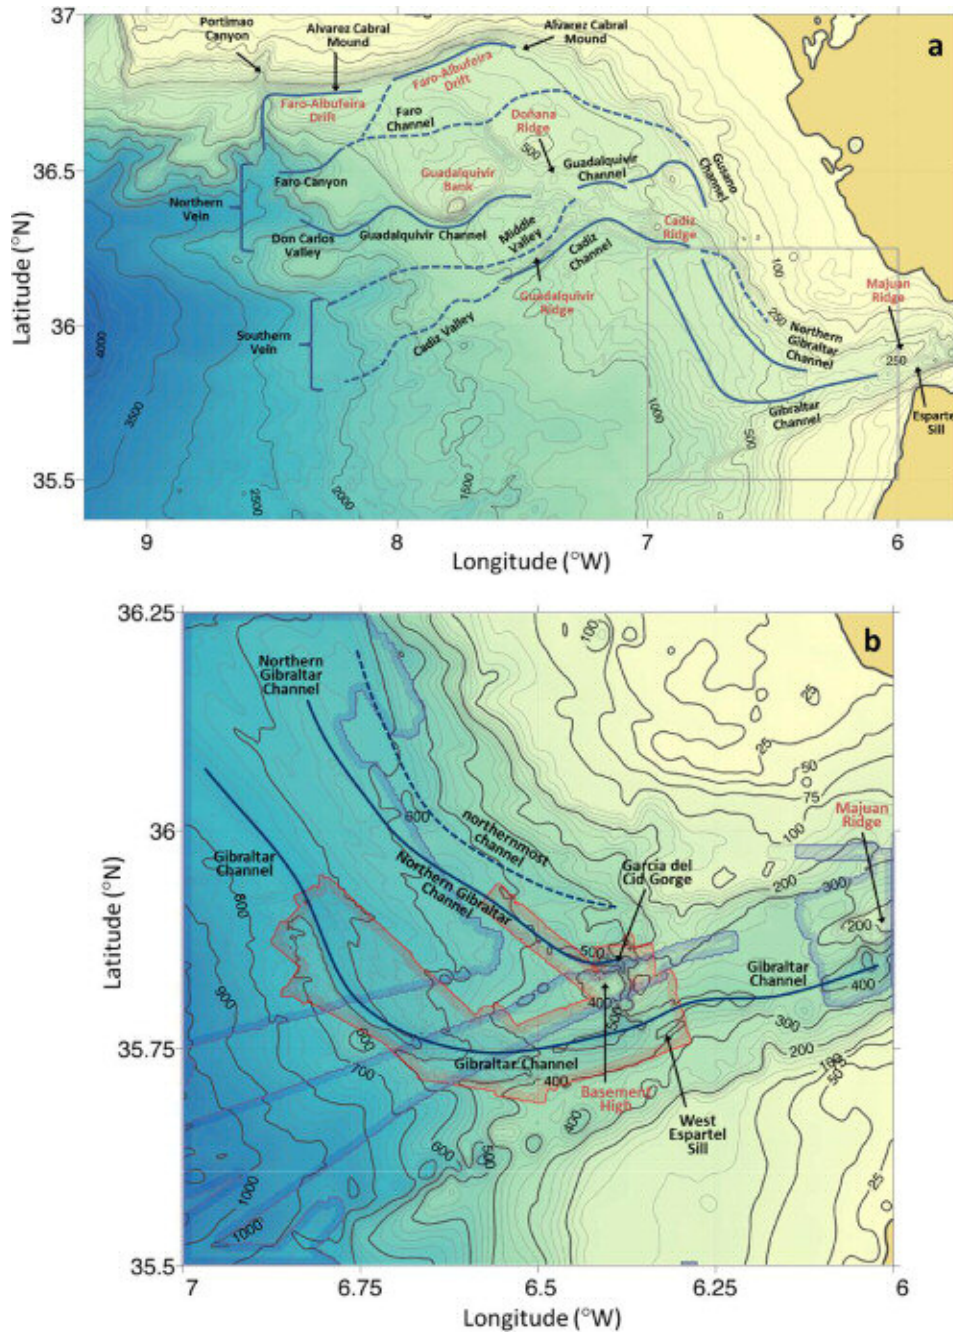 37
36.5
36
35.5
Latitude (°N)
9
8
7
6
Longitude (°W)
a
Portimao
Canyon
Alvarez Cabral
Mound
Alvarez Cabral
Mound
Faro-Albufeira
Drift
Faro-Albufeira
Drift
Faro
Channel
Doñana
Ridge
500
Guadalquivir
Channel
Gusano Channel
Guadalquivir
Bank
Faro Canyon
Northern
Vein
Don Carlos
Valley
Guadalquivir Channel
Middle
Valley
Cadiz
Channel
Cadiz
Ridge
100
Majuan
Ridge
Guadalquivir
Ridge
Southern
Vein
Cadiz Valley
250
Northern
Gibraltar
Channel
250
4000
3500
2500
2000
1500
1000
500
Gibraltar
Channel
Espartel
Sill
36.25
36
35.75
35.5
Latitude (°N)
7
6.75
6.5
6.25
6
Longitude (°W)
b
100
Northern
Gibraltar
Channel
25
25
50
75
100
Majuan
Ridge
600
northernmost
channel
Garcia del
Cid Gorge
Gibraltar
Channel
Northern Gibraltar
Channel
200
300
200
800
500
400
500
Gibraltar
Channel
400
300
200
900
600
700
Gibraltar Channel
400
100
50
Basement
High
400
West
Espartel
Sill
600
500
1000
1000
25